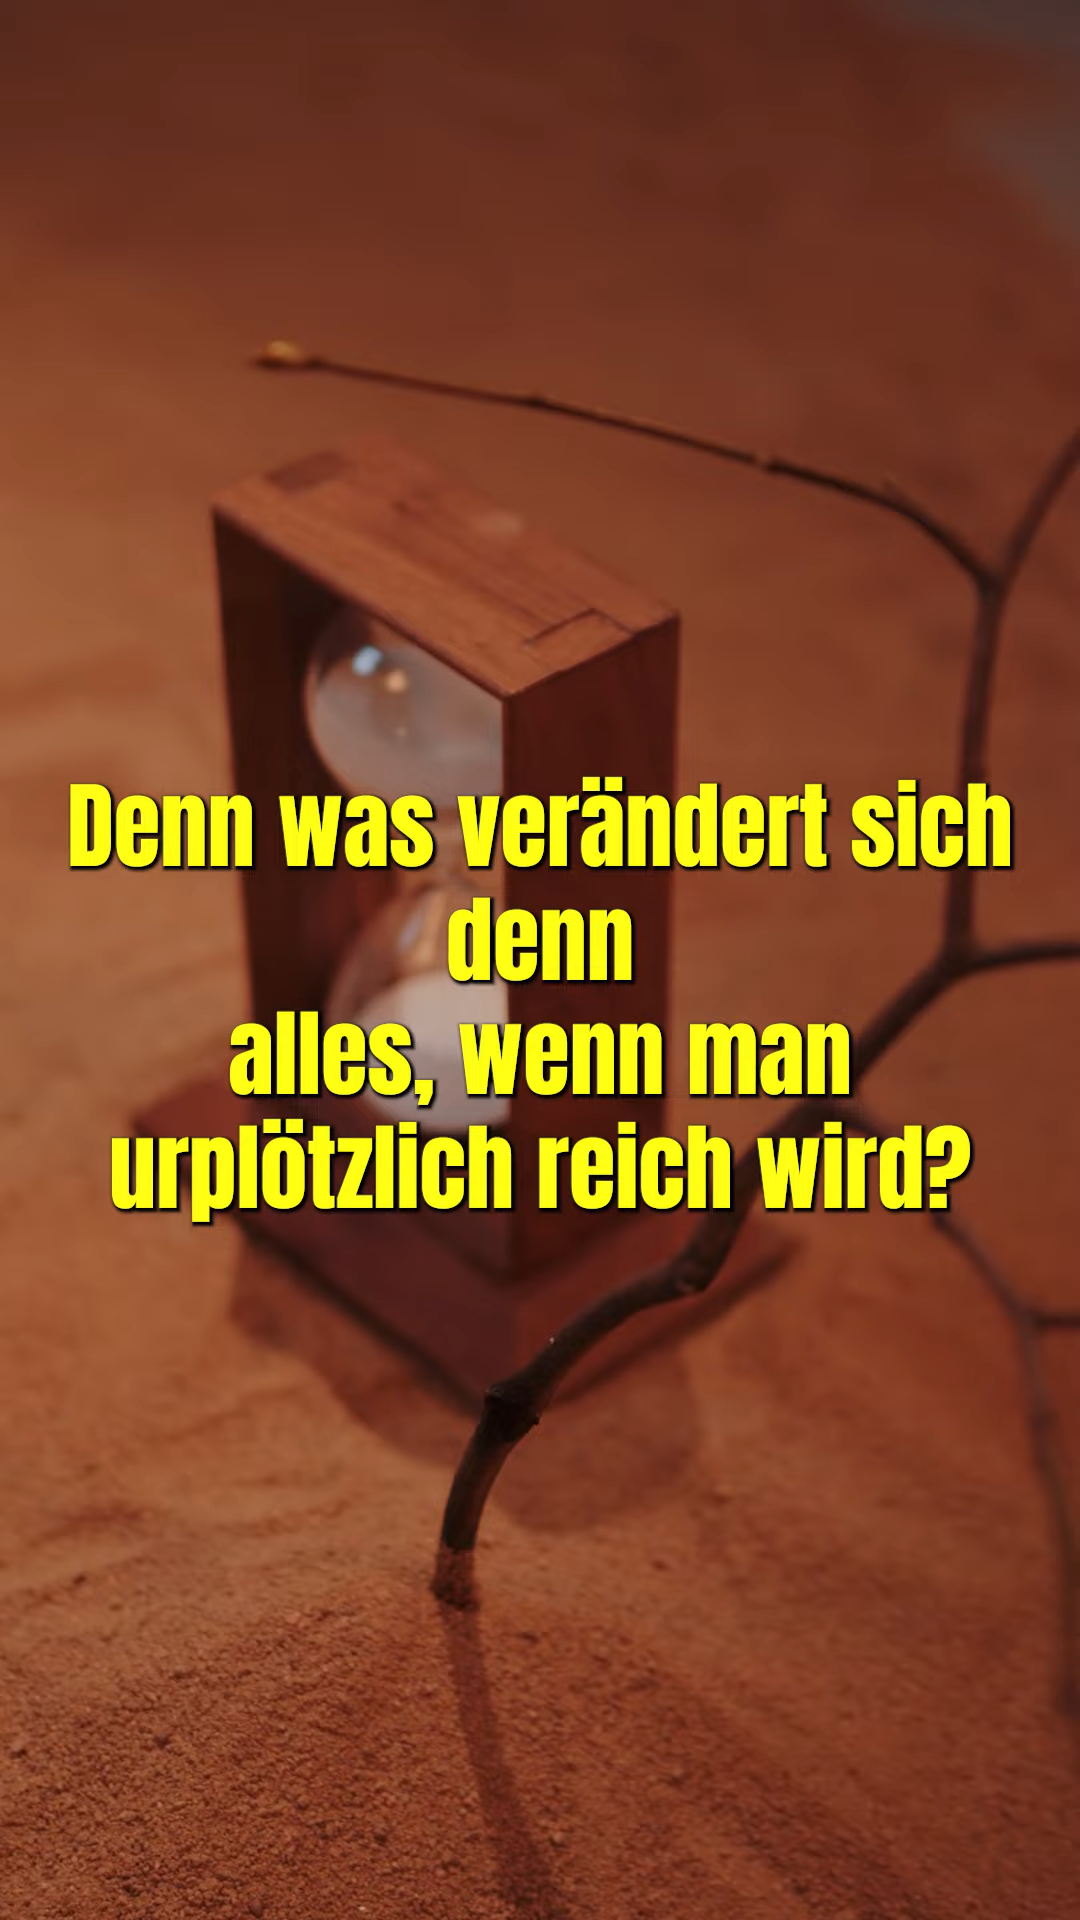 Denn was verändert sich
denn
alles, wenn man
urplötzlich reich wird?